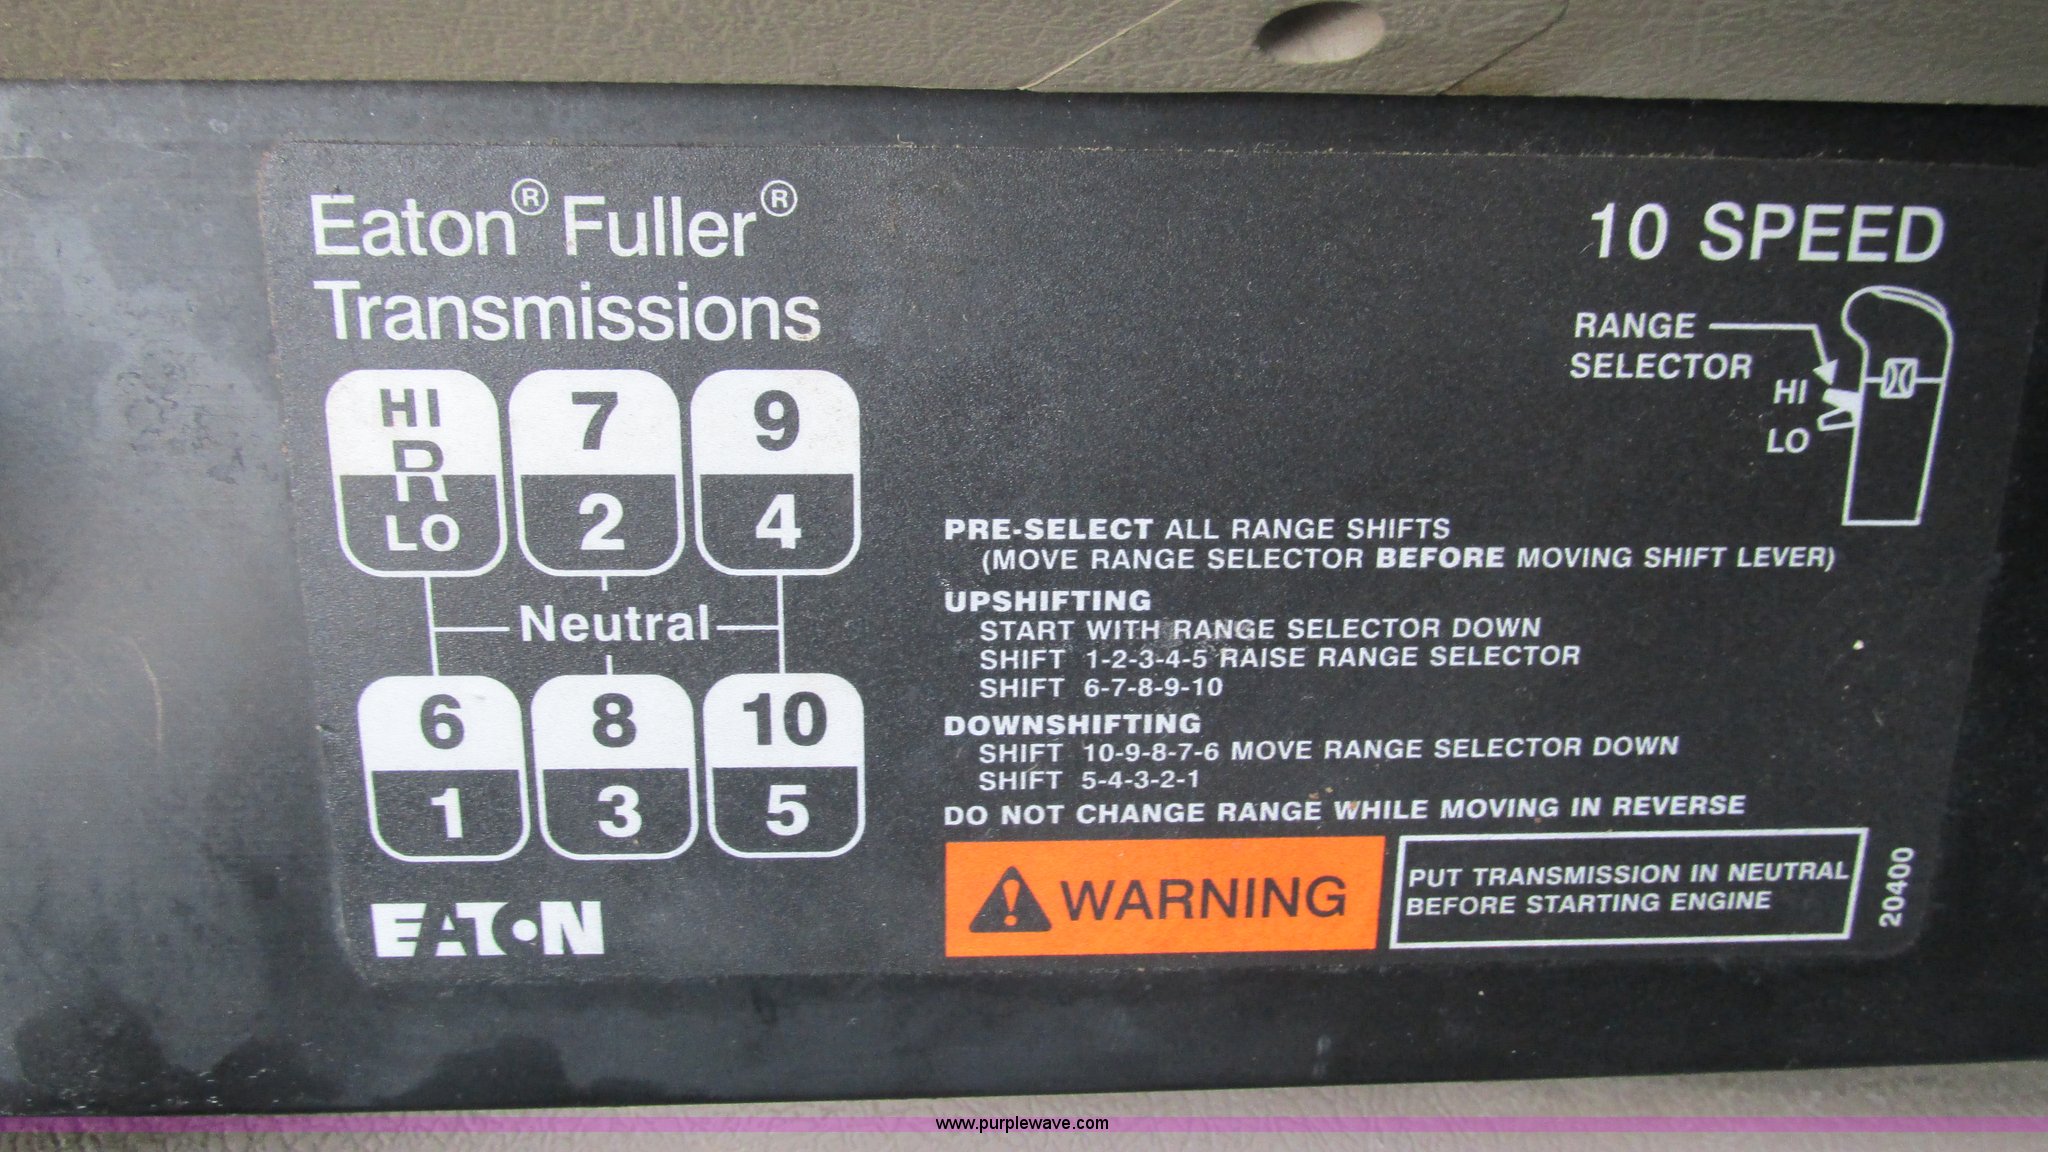 Eaton® Fuller®
Transmissions
10 SPEED
RANGE
SELECTOR
HI
LO
HI
R
LO
7
2
9
4
Neutral
6
1
8
3
10
5
PRE-SELECT ALL RANGE SHIFTS
(MOVE RANGE SELECTOR BEFORE MOVING SHIFT LEVER)
UPSHIFTING
START WITH RANGE SELECTOR DOWN
SHIFT 1-2-3-4-5 RAISE RANGE SELECTOR
SHIFT 6-7-8-9-10
DOWNSHIFTING
SHIFT 10-9-8-7-6 MOVE RANGE SELECTOR DOWN
SHIFT 5-4-3-2-1
DO NOT CHANGE RANGE WHILE MOVING IN REVERSE
WARNING
PUT TRANSMISSION IN NEUTRAL
BEFORE STARTING ENGINE
20400
EATON
www.purplewave.com